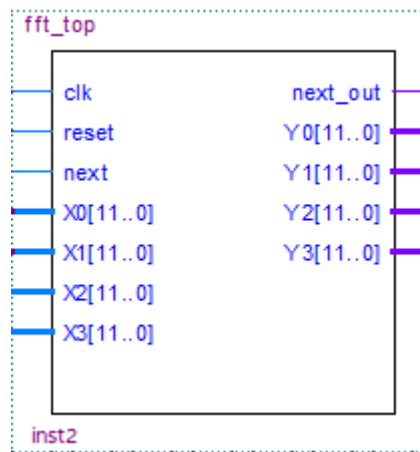 fft_top
clk next_out
reset Y0[11..0]
next Y1[11..0]
X0[11..0] Y2[11..0]
X1[11..0] Y3[11..0]
X2[11..0]
X3[11..0]
inst2